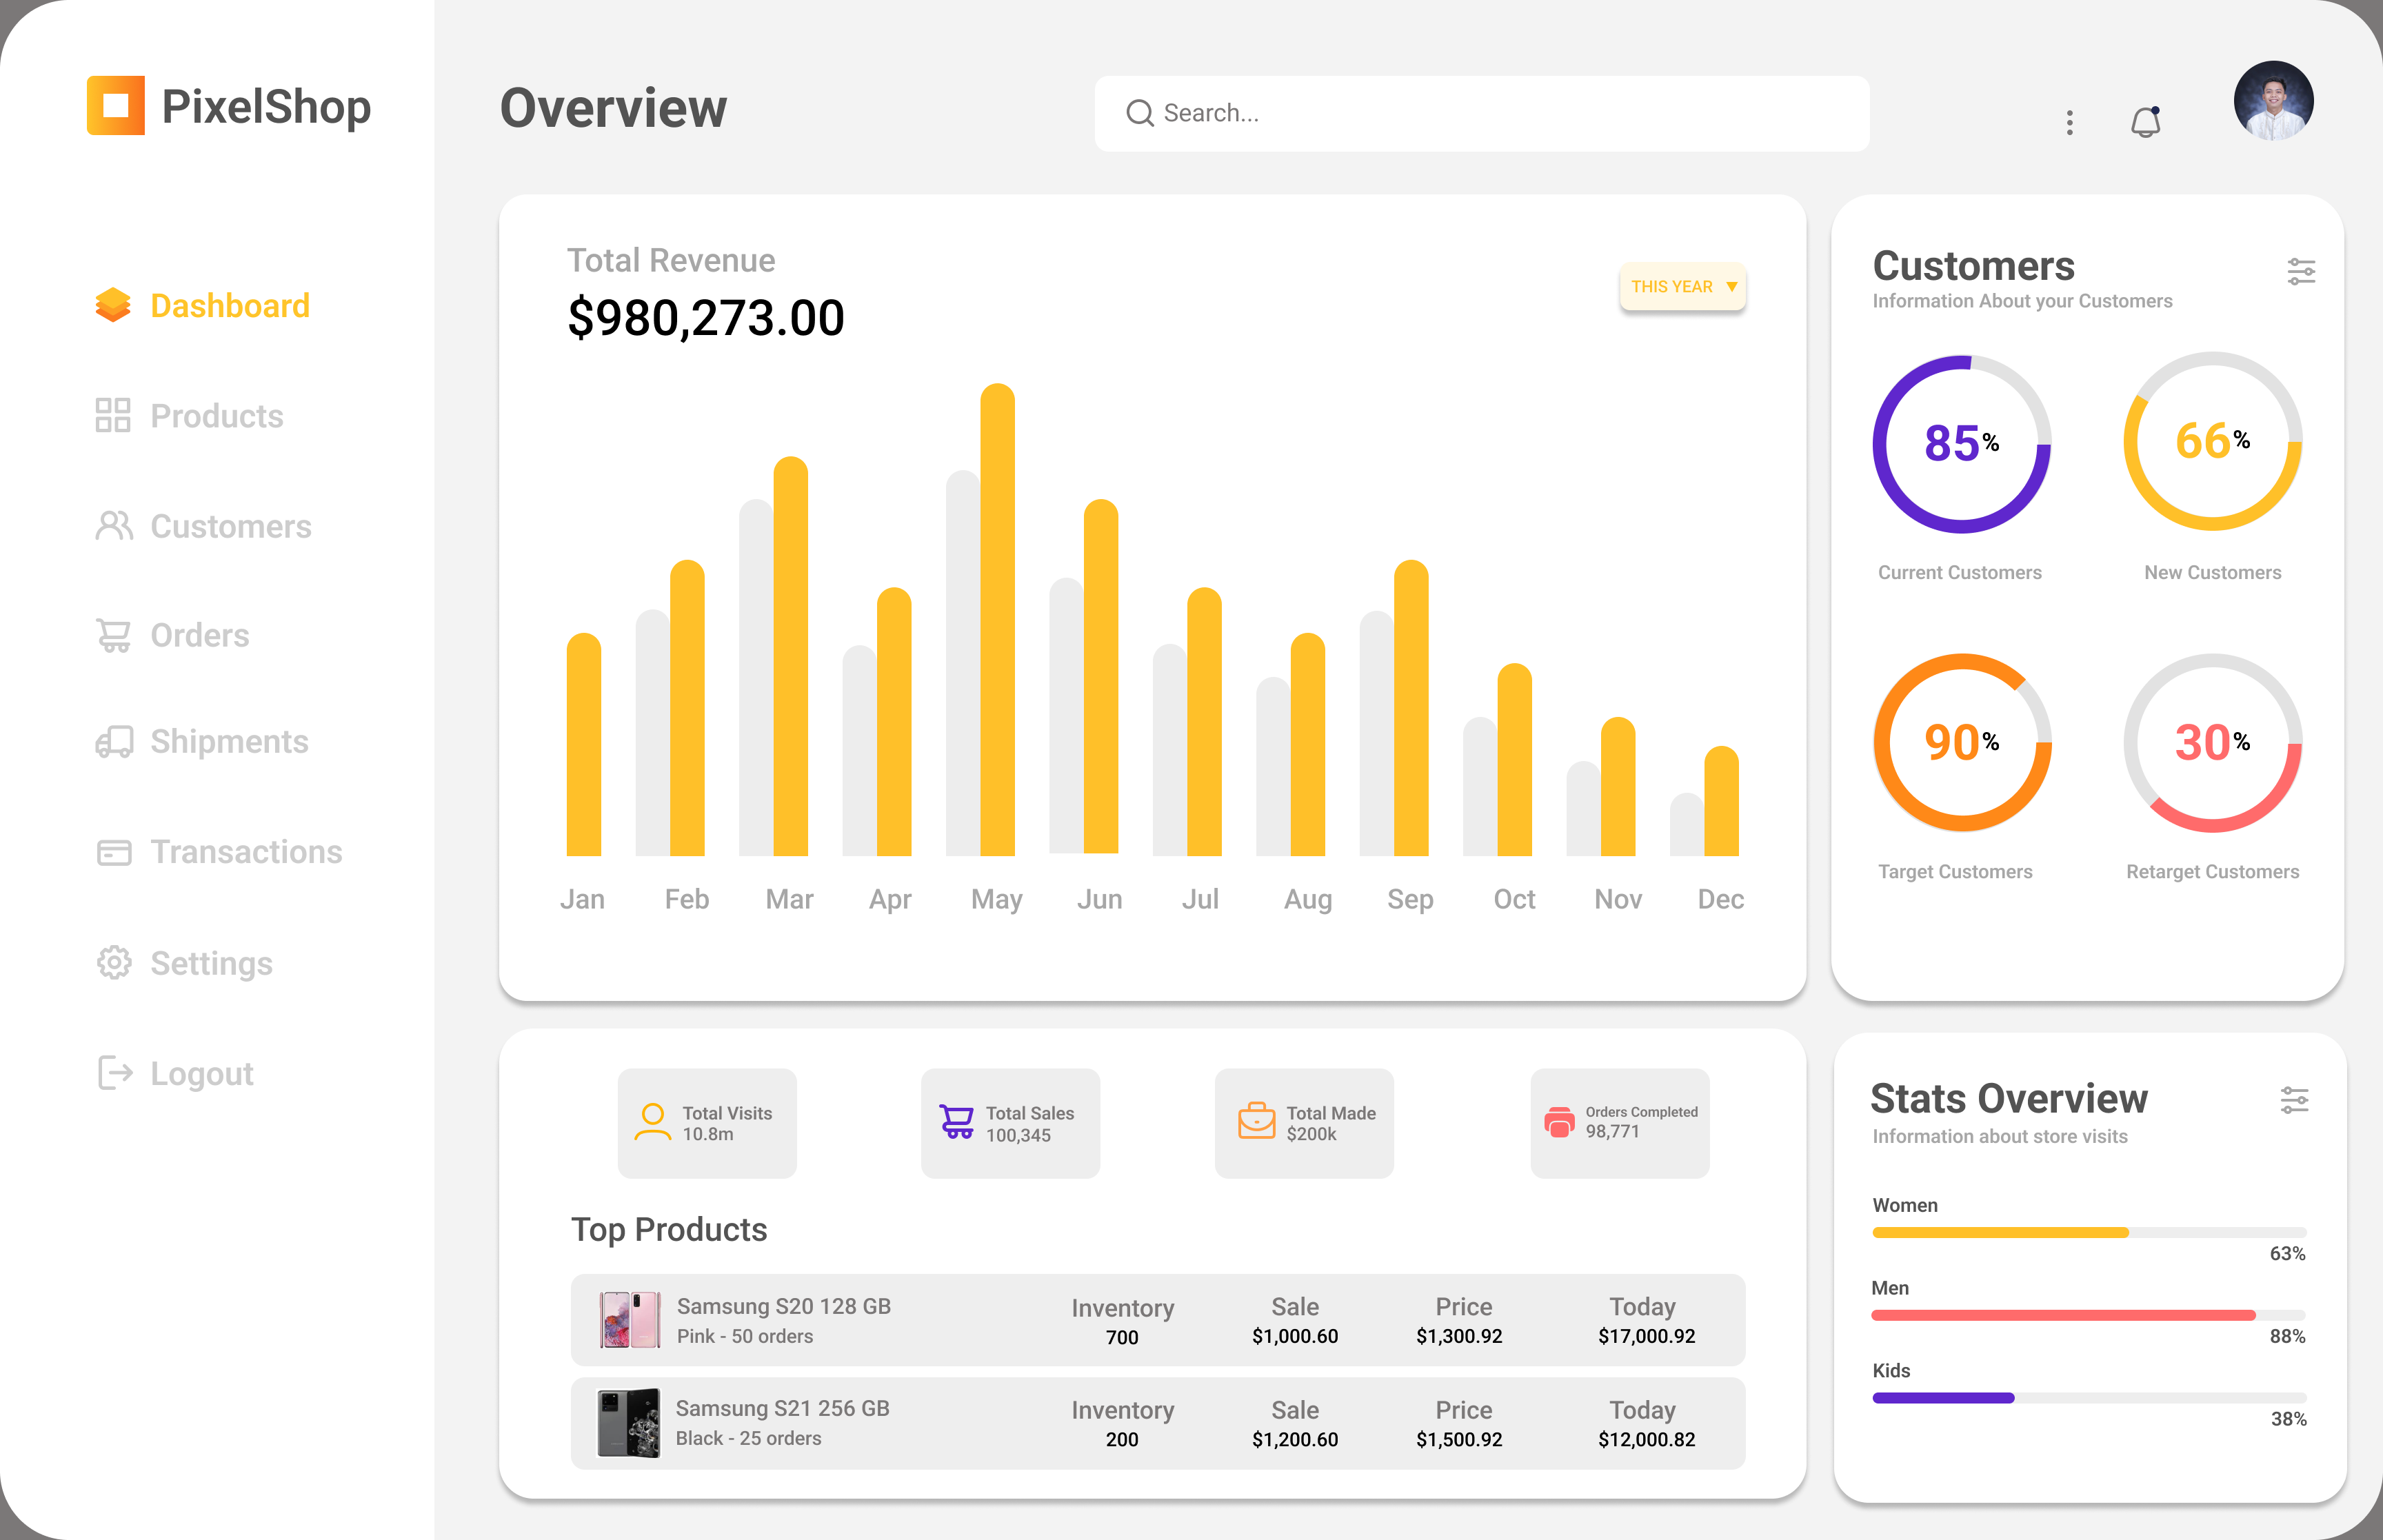 PixelShop
Dashboard
Products
Customers
Orders
Shipments
Transactions
Settings
Logout
Overview
Search...
Total Revenue
$980,273.00
THIS YEAR ▼
Jan Feb Mar Apr May Jun Jul Aug Sep Oct Nov Dec
Customers
Information About your Customers
85%
Current Customers
66%
New Customers
90%
Target Customers
30%
Retarget Customers
Total Visits
10.8m
Total Sales
100,345
Total Made
$200k
Orders Completed
98,771
Top Products
Samsung S20 128 GB
Pink - 50 orders
Inventory
700
Sale
$1,000.60
Price
$1,300.92
Today
$17,000.92
Samsung S21 256 GB
Black - 25 orders
Inventory
200
Sale
$1,200.60
Price
$1,500.92
Today
$12,000.82
Stats Overview
Information about store visits
Women
63%
Men
88%
Kids
38%